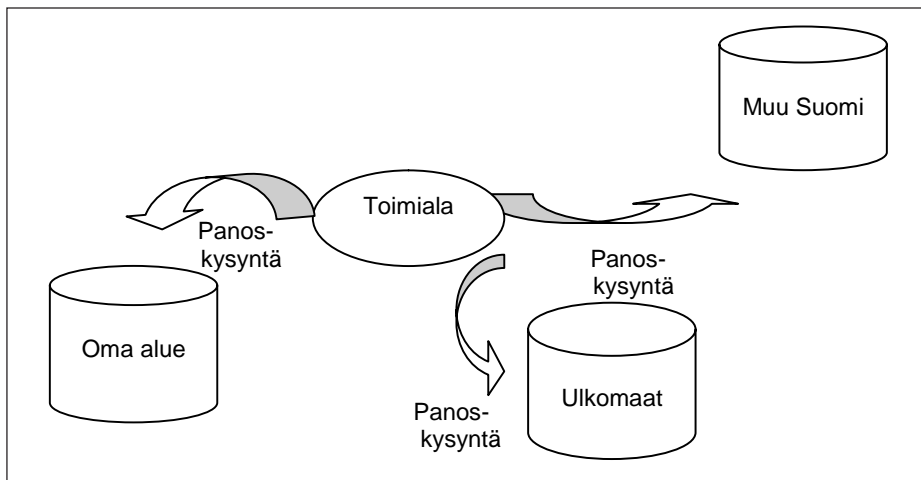 Muu Suomi
Toimiala
Panos-
kysyntä
Panos-
kysyntä
Oma alue
Ulkomaat
Panos-
kysyntä